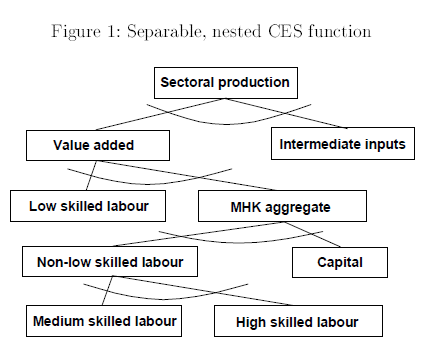 Figure 1: Separable, nested CES function
Sectoral production
Value added
Intermediate inputs
Low skilled labour
MHK aggregate
Non-low skilled labour
Capital
Medium skilled labour
High skilled labour